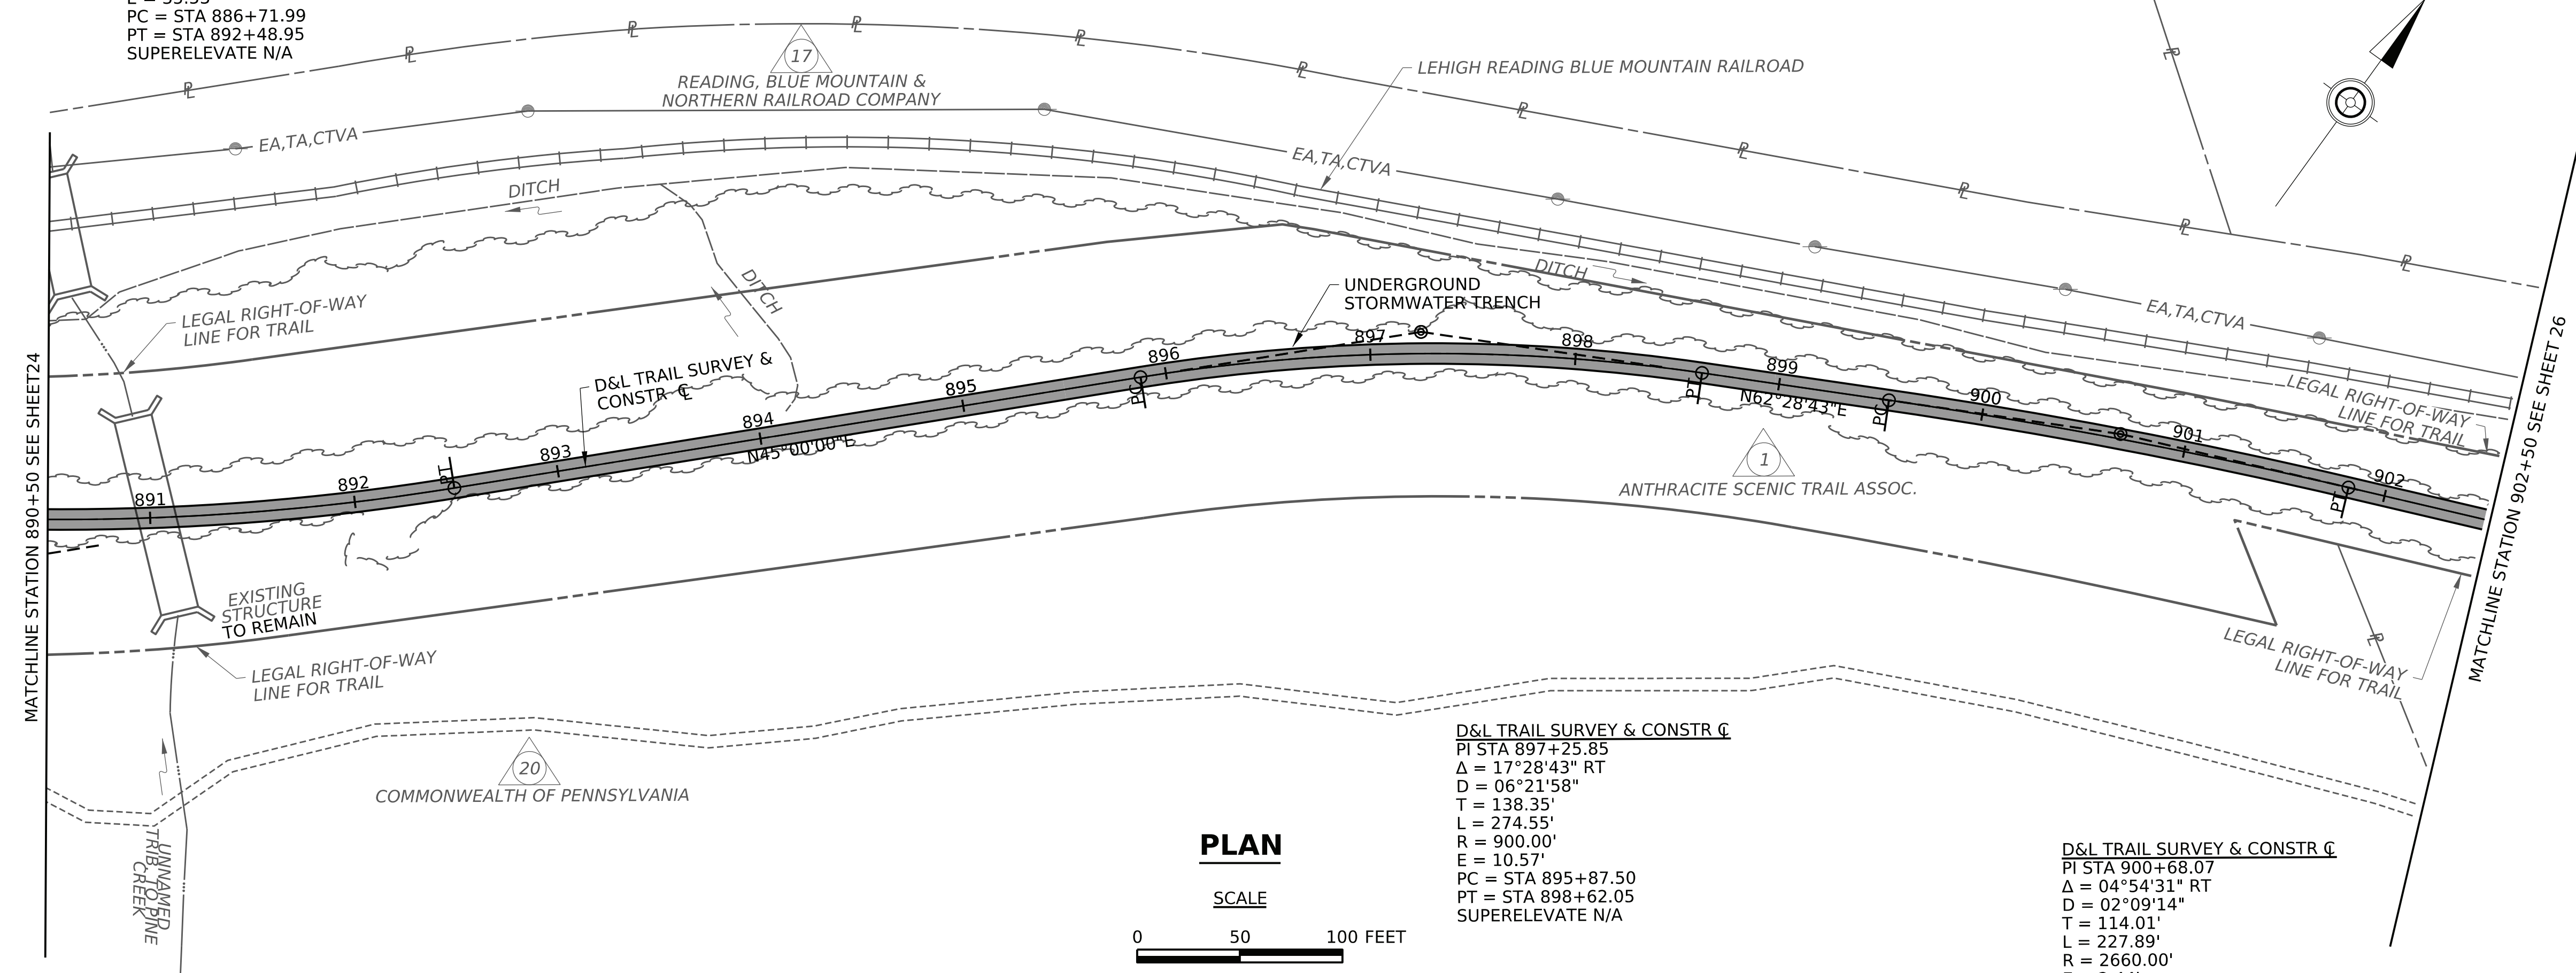 PC = STA 886+71.99
PT = STA 892+48.95
SUPERELEVATE N/A
17
READING, BLUE MOUNTAIN &
NORTHERN RAILROAD COMPANY
LEHIGH READING BLUE MOUNTAIN RAILROAD
EA,TA,CTVA
EA,TA,CTVA
EA,TA,CTVA
DITCH
DITCH
DITCH
LEGAL RIGHT-OF-WAY
LINE FOR TRAIL
UNDERGROUND
STORMWATER TRENCH
D&L TRAIL SURVEY &
CONSTR ℄
MATCHLINE STATION 890+50 SEE SHEET24
891
892
PT
893
894
N45°00'00"E
895
PC
896
897
898
PT
899
N62°28'43"E
PC
900
901
PT
902
LEGAL RIGHT-OF-WAY
LINE FOR TRAIL
MATCHLINE STATION 902+50 SEE SHEET 26
1
ANTHRACITE SCENIC TRAIL ASSOC.
EXISTING
STRUCTURE
TO REMAIN
LEGAL RIGHT-OF-WAY
LINE FOR TRAIL
LEGAL RIGHT-OF-WAY
LINE FOR TRAIL
20
COMMONWEALTH OF PENNSYLVANIA
UNNAMED
TRIB. TO PINE
CREEK
PLAN
SCALE
0 50 100 FEET
D&L TRAIL SURVEY & CONSTR ℄
PI STA 897+25.85
Δ = 17°28'43" RT
D = 06°21'58"
T = 138.35'
L = 274.55'
R = 900.00'
E = 10.57'
PC = STA 895+87.50
PT = STA 898+62.05
SUPERELEVATE N/A
D&L TRAIL SURVEY & CONSTR ℄
PI STA 900+68.07
Δ = 04°54'31" RT
D = 02°09'14"
T = 114.01'
L = 227.89'
R = 2660.00'